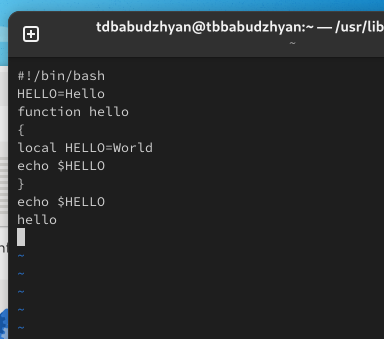 tdbabudzhyan@tbbabudzhyan:~ — /usr/lib
~
#!/bin/bash
HELLO=Hello
function hello
{
local HELLO=World
echo $HELLO
}
echo $HELLO
hello
~
~
~
~
~